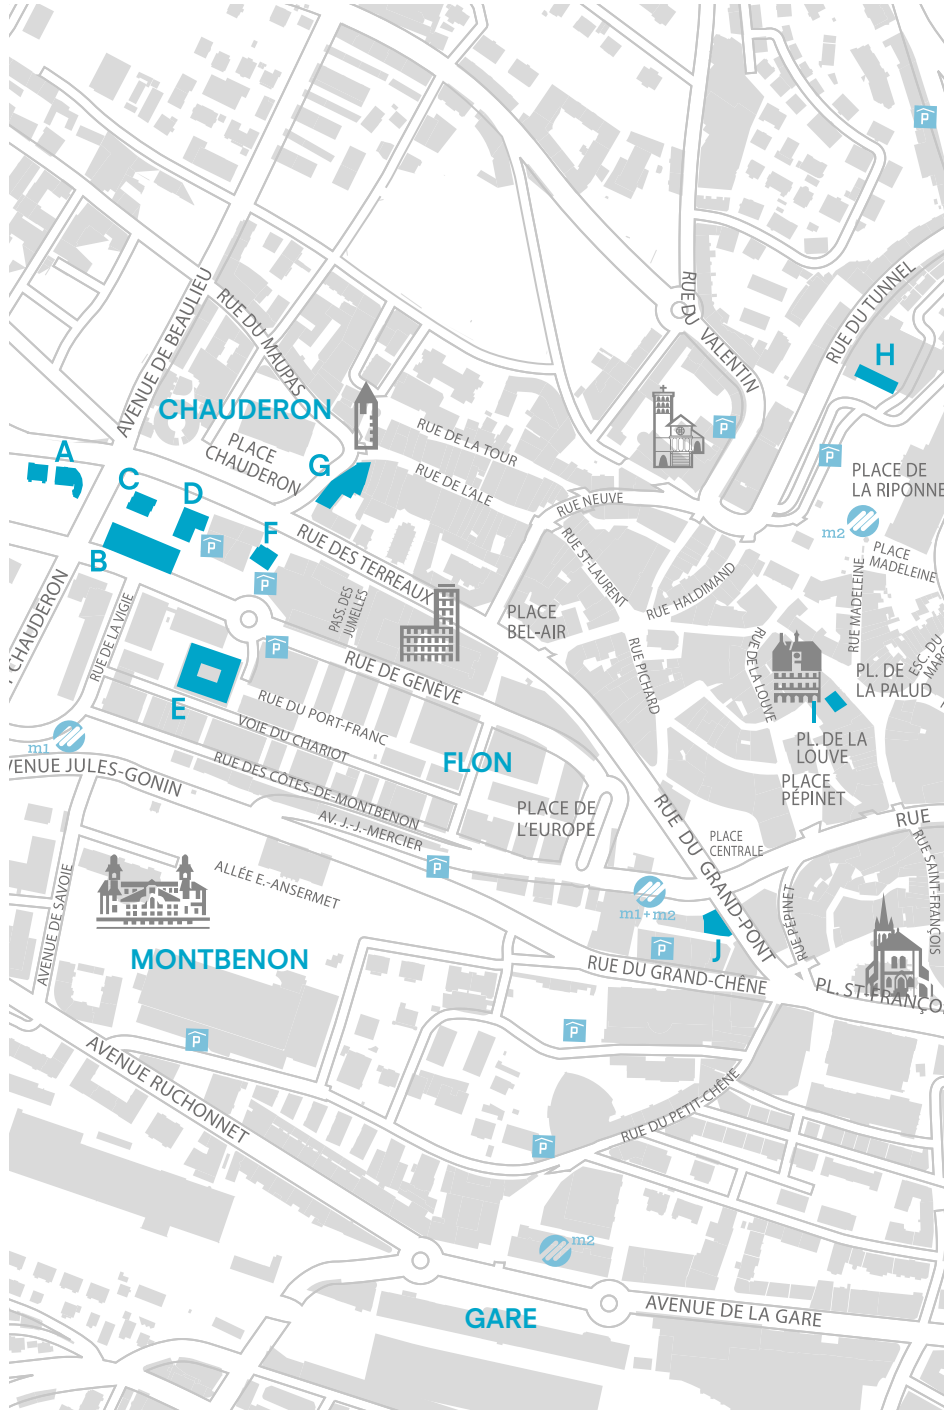 P
RUE DU TUNNEL
AVENUE DE BEAULIEU
RUE DU MAUPAS
RUE DU VALENTIN
H
CHAUDERON
PLACE
CHAUDERON
RUE DE LA TOUR
P
A
G
RUE DE L'ALE
P
PLACE DE
LA RIPONNE
C
D
RUE NEUVE
m2
F
B
P
RUE DES TERREAUX
RUE ST-LAURENT
PLACE
MADELEINE
P
RUE HALDIMAND
RUE MADELEINE
CHAUDERON
RUE DE LA VIGIE
PASS. DES
JUMELLES
PLACE
BEL-AIR
P
RUE DE GENÈVE
RUE PICHARD
RUE DE LA LOUVE
ESC. DU
PL. DE
LA PALUD
E
RUE DU PORT-FRANC
I
VOIE DU CHARIOT
m1
PL. DE LA
LOUVE
FLON
VENUE JULES-GONIN
RUE DES CÔTES-DE-MONTBENON
PLACE
PÉPINET
PLACE DE
L'EUROPE
AV. J.-J.-MERCIER
RUE DU GRAND-PONT
RUE
PLACE
CENTRALE
P
ALLÉE E.-ANSERMET
RUE SAINT-FRANÇOIS
AVENUE DE SAVOIE
m1+m2
RUE PÉPINET
P
J
MONTBENON
RUE DU GRAND-CHÊNE
PL. ST-FRANÇO
P
P
AVENUE RUCHONNET
RUE DU PETIT-CHÊNE
P
m2
GARE
AVENUE DE LA GARE